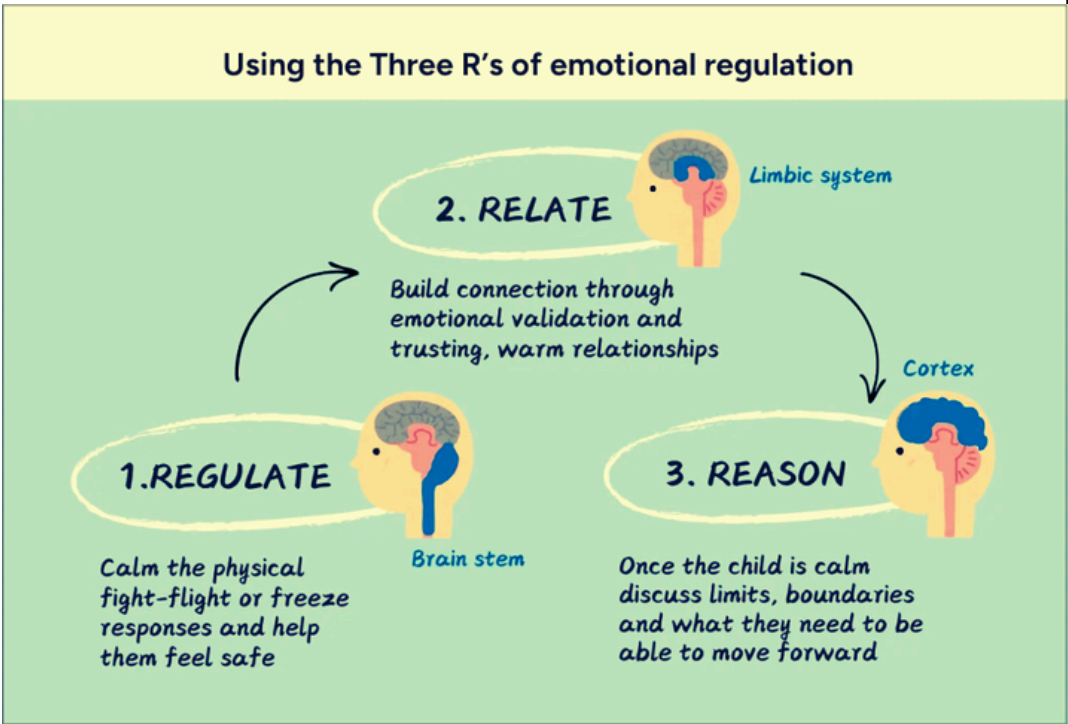 Using the Three R's of emotional regulation
2. RELATE
Limbic system
Build connection through
emotional validation and
trusting, warm relationships
1.REGULATE
Brain stem
Calm the physical
fight-flight or freeze
responses and help
them feel safe
Cortex
3. REASON
Once the child is calm
discuss limits, boundaries
and what they need to be
able to move forward